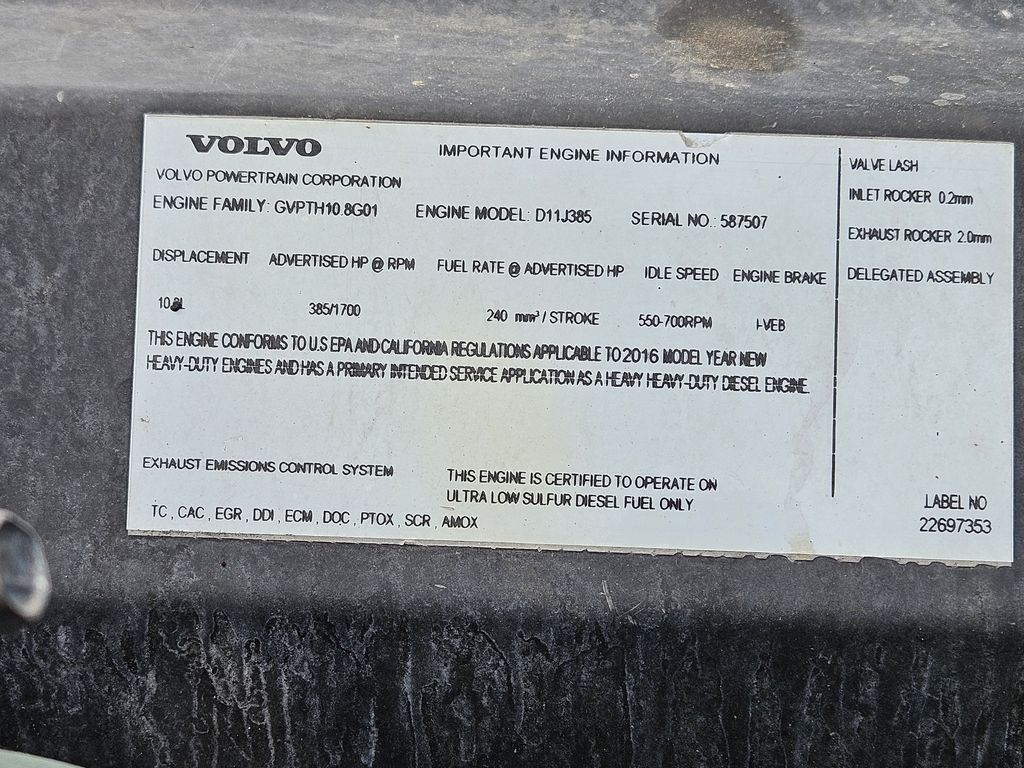 VOLVO
IMPORTANT ENGINE INFORMATION
VOLVO POWERTRAIN CORPORATION
ENGINE FAMILY: GVPTH10.8G01 ENGINE MODEL: D11J385 SERIAL NO.: 587507
DISPLACEMENT ADVERTISED HP @ RPM FUEL RATE @ ADVERTISED HP IDLE SPEED ENGINE BRAKE
385/1700 240 mm³ / STROKE 550-700RPM I-VEB
THIS ENGINE CONFORMS TO U.S EPA AND CALIFORNIA REGULATIONS APPLICABLE TO 2016 MODEL YEAR NEW
HEAVY-DUTY ENGINES AND HAS A PRIMARY INTENDED SERVICE APPLICATION AS A HEAVY HEAVY-DUTY DIESEL ENGINE.
EXHAUST EMISSIONS CONTROL SYSTEM
TC , CAC , EGR , DDI , ECM , DOC , PTOX , SCR , AMOX
THIS ENGINE IS CERTIFIED TO OPERATE ON
ULTRA LOW SULFUR DIESEL FUEL ONLY
VALVE LASH
INLET ROCKER 0.2mm
EXHAUST ROCKER 2.0mm
DELEGATED ASSEMBLY
LABEL NO
22697353